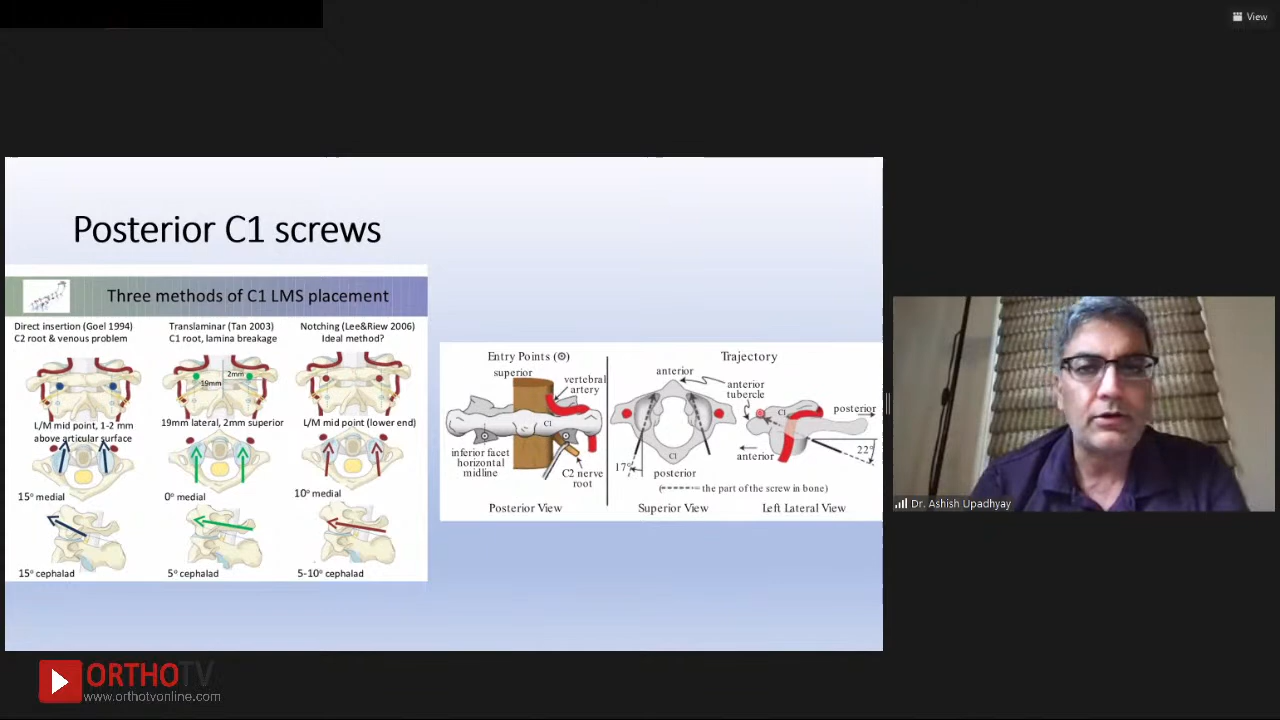 View
Posterior C1 screws
Three methods of C1 LMS placement
Direct insertion (Goel 1994)
C2 root & venous problem
Translaminar (Tan 2003)
C1 root, lamina breakage
Notching (Lee&Riew 2006)
Ideal method?
2mm
19mm
L/M mid point, 1-2 mm
above articular surface
19mm lateral, 2mm superior
L/M mid point (lower end)
15° medial
0° medial
10° medial
15° cephalad
5° cephalad
5-10° cephalad
Entry Points (⊙)
superior
vertebral
artery
C1
inferior facet
horizontal
midline
C2 nerve
root
Posterior View
Trajectory
anterior
anterior
tubercle
C1
posterior
C1
anterior
22°
17°
posterior
(----- = the part of the screw in bone)
Superior View
Left Lateral View
Dr. Ashish Upadhyay
ORTHOTV
www.orthotvonline.com